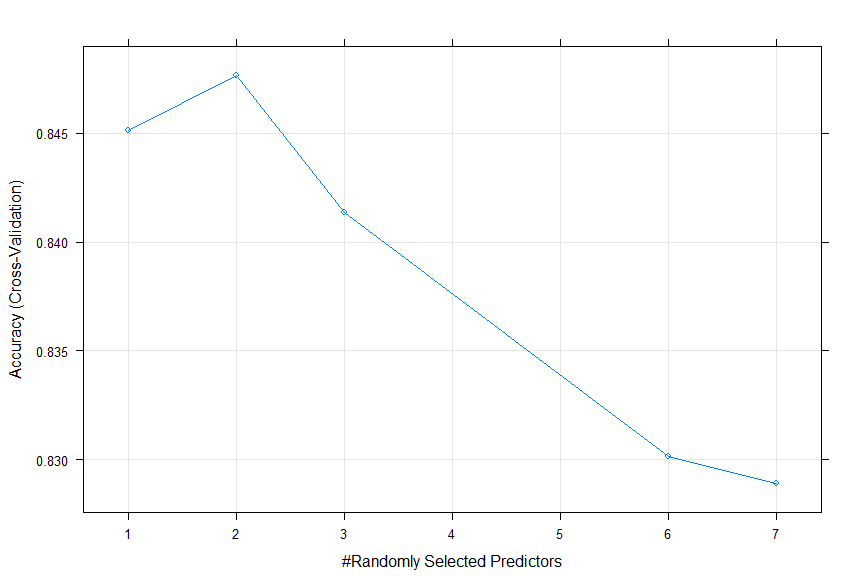 0.845
0.840
0.835
0.830
Accuracy (Cross-Validation)
1 2 3 4 5 6 7
#Randomly Selected Predictors